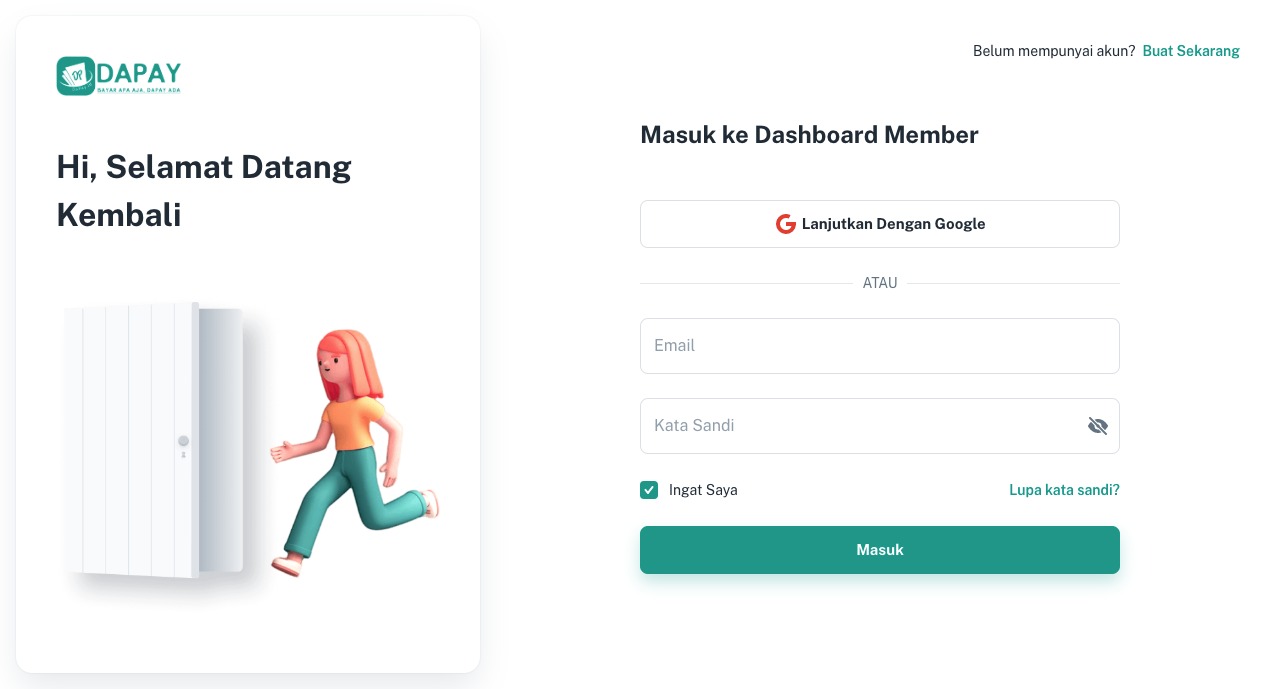 DAPAY
BAYAR APA AJA, DAPAY ADA
Hi, Selamat Datang
Kembali
Belum mempunyai akun? Buat Sekarang
Masuk ke Dashboard Member
Lanjutkan Dengan Google
ATAU
Email
Kata Sandi
Ingat Saya
Lupa kata sandi?
Masuk